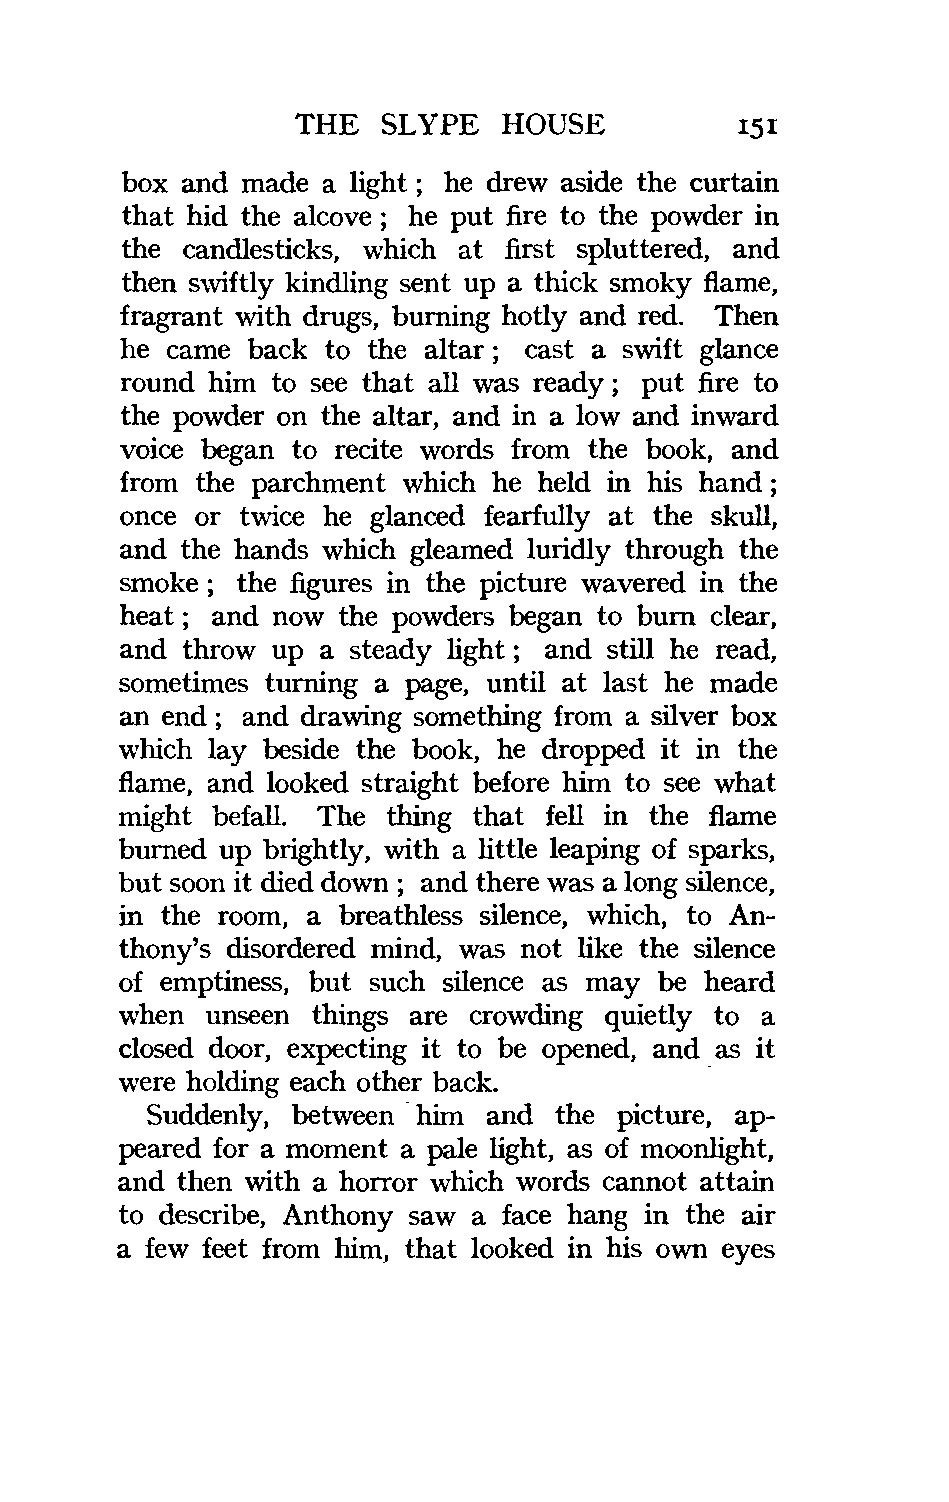 THE SLYPE HOUSE 151
box and made a light ; he drew aside the curtain
that hid the alcove ; he put fire to the powder in
the candlesticks, which at first spluttered, and
then swiftly kindling sent up a thick smoky flame,
fragrant with drugs, burning hotly and red. Then
he came back to the altar ; cast a swift glance
round him to see that all was ready ; put fire to
the powder on the altar, and in a low and inward
voice began to recite words from the book, and
from the parchment which he held in his hand ;
once or twice he glanced fearfully at the skull,
and the hands which gleamed luridly through the
smoke ; the figures in the picture wavered in the
heat ; and now the powders began to burn clear,
and throw up a steady light ; and still he read,
sometimes turning a page, until at last he made
an end ; and drawing something from a silver box
which lay beside the book, he dropped it in the
flame, and looked straight before him to see what
might befall. The thing that fell in the flame
burned up brightly, with a little leaping of sparks,
but soon it died down ; and there was a long silence,
in the room, a breathless silence, which, to An-
thony's disordered mind, was not like the silence
of emptiness, but such silence as may be heard
when unseen things are crowding quietly to a
closed door, expecting it to be opened, and as it
were holding each other back.
Suddenly, between him and the picture, ap-
peared for a moment a pale light, as of moonlight,
and then with a horror which words cannot attain
to describe, Anthony saw a face hang in the air
a few feet from him, that looked in his own eyes